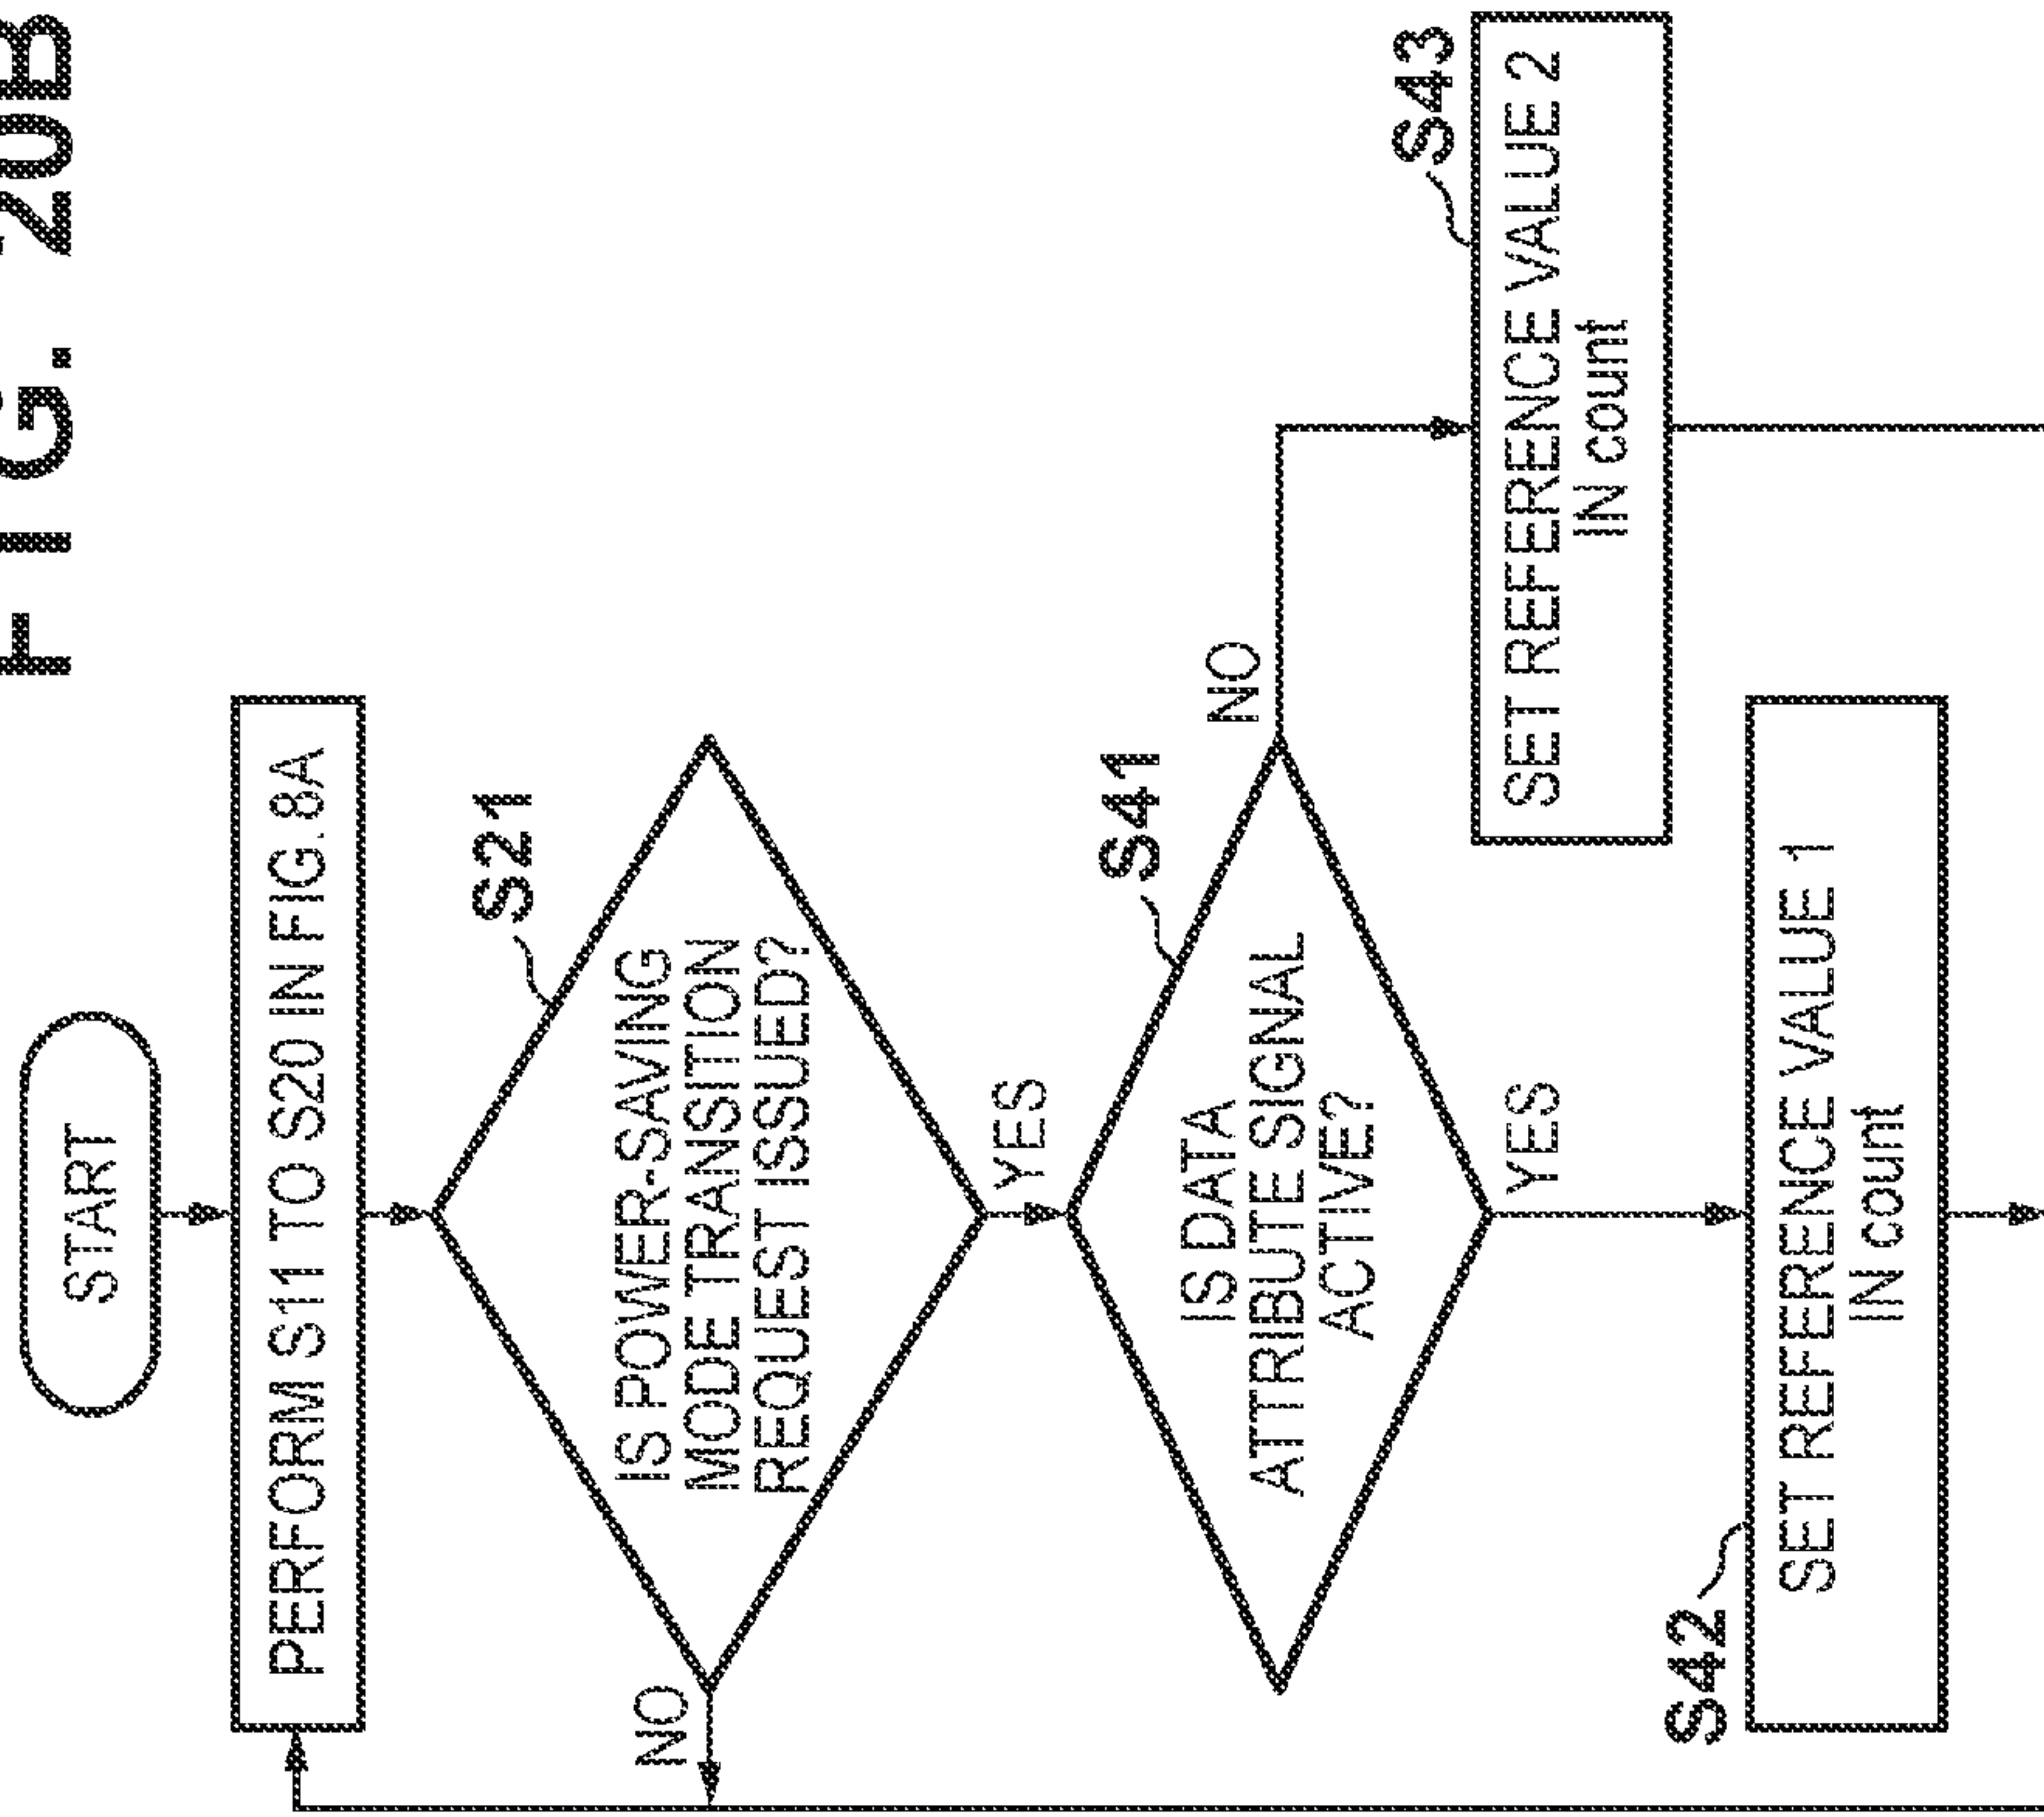 FIG. 20B
START
PERFORM S11 TO S20 IN FIG.8A
S21
IS POWER-SAVING
MODE TRANSITION
REQUEST ISSUED?
NO
YES
S41
IS DATA
ATTRIBUTE SIGNAL
ACTIVE?
NO
YES
S43
SET REFERENCE VALUE 2
IN count
S42
SET REFERENCE VALUE 1
IN count